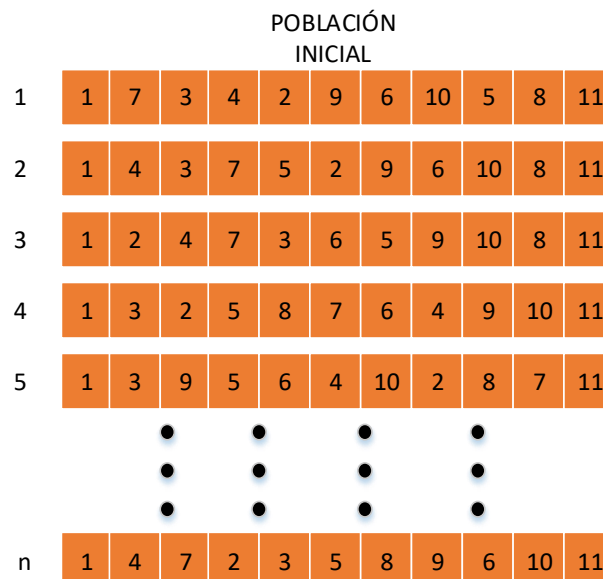 POBLACIÓN
INICIAL
1 1 7 3 4 2 9 6 10 5 8 11
2 1 4 3 7 5 2 9 6 10 8 11
3 1 2 4 7 3 6 5 9 10 8 11
4 1 3 2 5 8 7 6 4 9 10 11
5 1 3 9 5 6 4 10 2 8 7 11
n 1 4 7 2 3 5 8 9 6 10 11